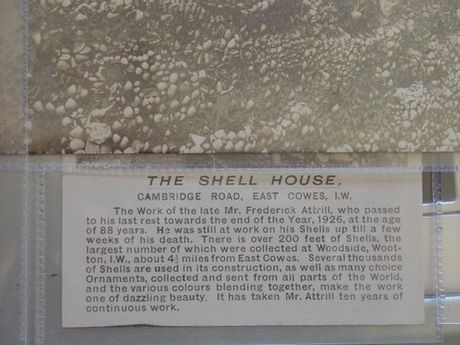 THE SHELL HOUSE.
CAMBRIDGE ROAD, EAST COWES, I.W.
The Work of the late Mr. Frederick Attrill, who passed
to his last rest towards the end of the Year, 1926, at the age
of 88 years. He was still at work on his Shells up till a few
weeks of his death. There is over 200 feet of Shells, the
largest number of which were collected at Woodside, Woot-
ton, I.W., about 4½ miles from East Cowes. Several thousands
of Shells are used in its construction, as well as many choice
Ornaments, collected and sent from all parts of the World,
and the various colours blending together, make the work
one of dazzling beauty. It has taken Mr. Attrill ten years of
continuous work.